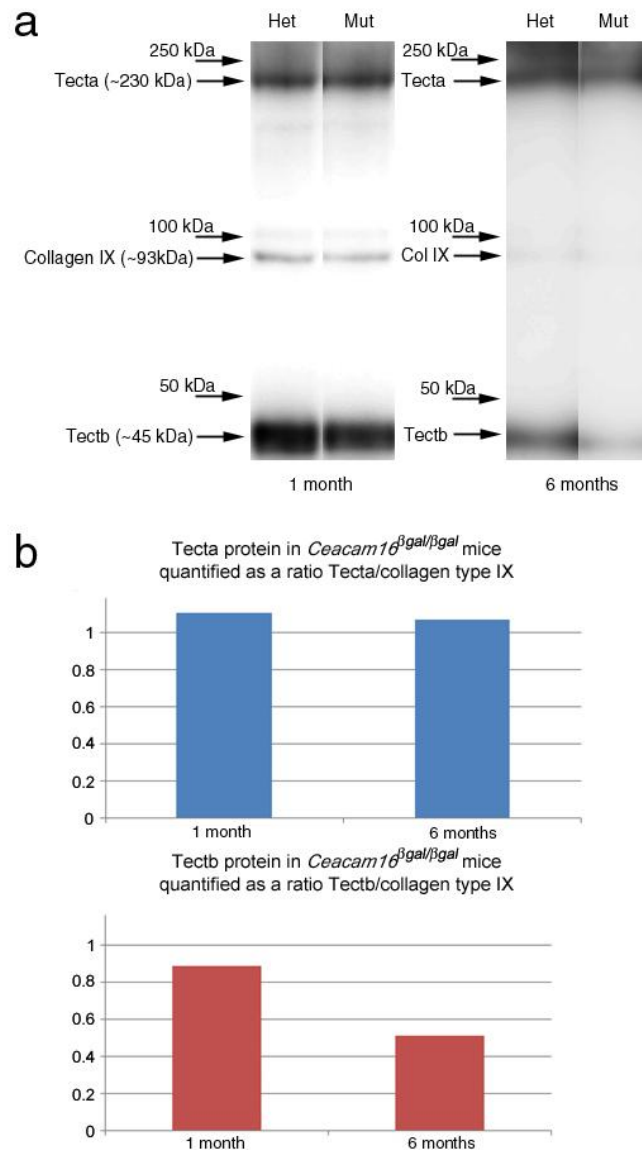 a
Het Mut Het Mut
250 kDa 250 kDa
Tecta (~230 kDa) Tecta
100 kDa 100 kDa
Collagen IX (~93kDa) Col IX
50 kDa 50 kDa
Tectb (~45 kDa) Tectb
1 month 6 months
b
Tecta protein in Ceacam16βgal/βgal mice
quantified as a ratio Tecta/collagen type IX
1
0.8
0.6
0.4
0.2
0
1 month 6 months
Tectb protein in Ceacam16βgal/βgal mice
quantified as a ratio Tectb/collagen type IX
1
0.8
0.6
0.4
0.2
0
1 month 6 months